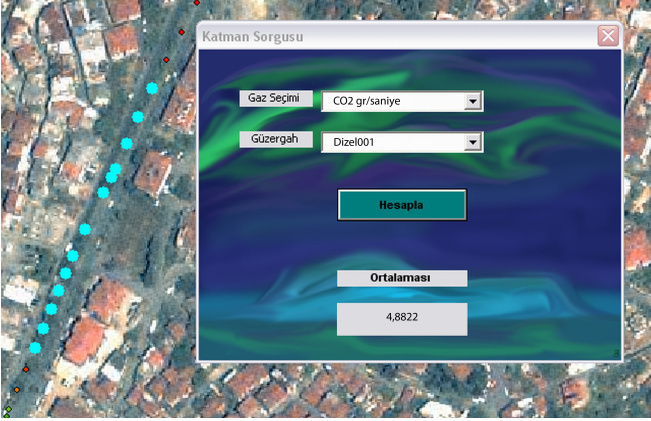 Katman Sorgusu
Gaz Seçimi
CO2 gr/saniye
Güzergah
Dizel001
Hesapla
Ortalaması
4,8822